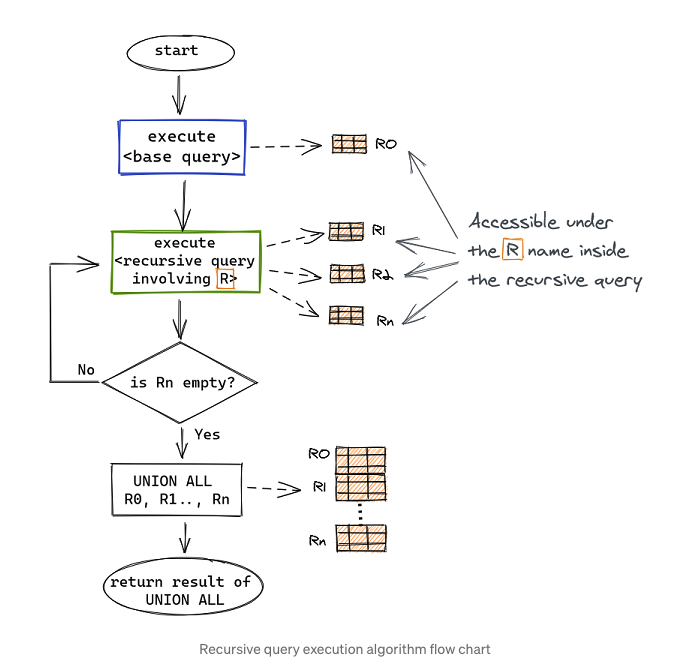 start
execute
<base query>
R0
execute
<recursive query
involving R>
R1
R2
Rn
Accessible under
the R name inside
the recursive query
No
is Rn empty?
Yes
UNION ALL
R0, R1.., Rn
R0
R1
Rn
return result of
UNION ALL
Recursive query execution algorithm flow chart